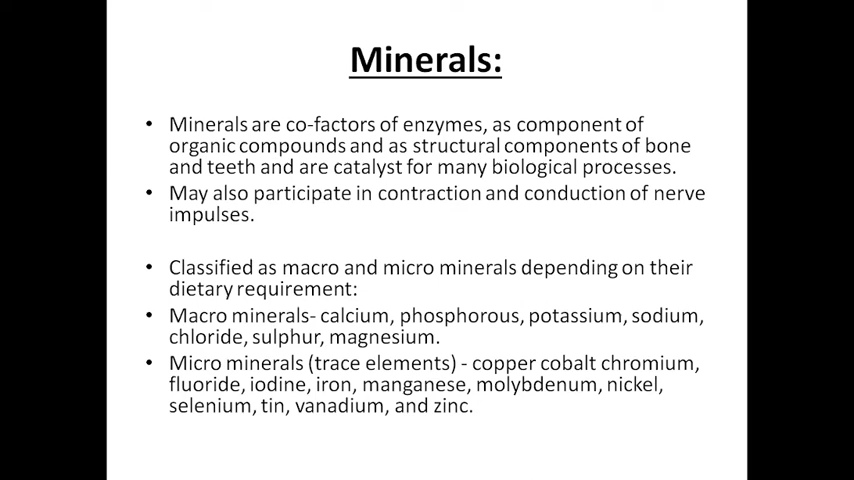 Minerals:
• Minerals are co-factors of enzymes, as component of
organic compounds and as structural components of bone
and teeth and are catalyst for many biological processes.
• May also participate in contraction and conduction of nerve
impulses.
• Classified as macro and micro minerals depending on their
dietary requirement:
• Macro minerals- calcium, phosphorous, potassium, sodium,
chloride, sulphur, magnesium.
• Micro minerals (trace elements) - copper cobalt chromium,
fluoride, iodine, iron, manganese, molybdenum, nickel,
selenium, tin, vanadium, and zinc.